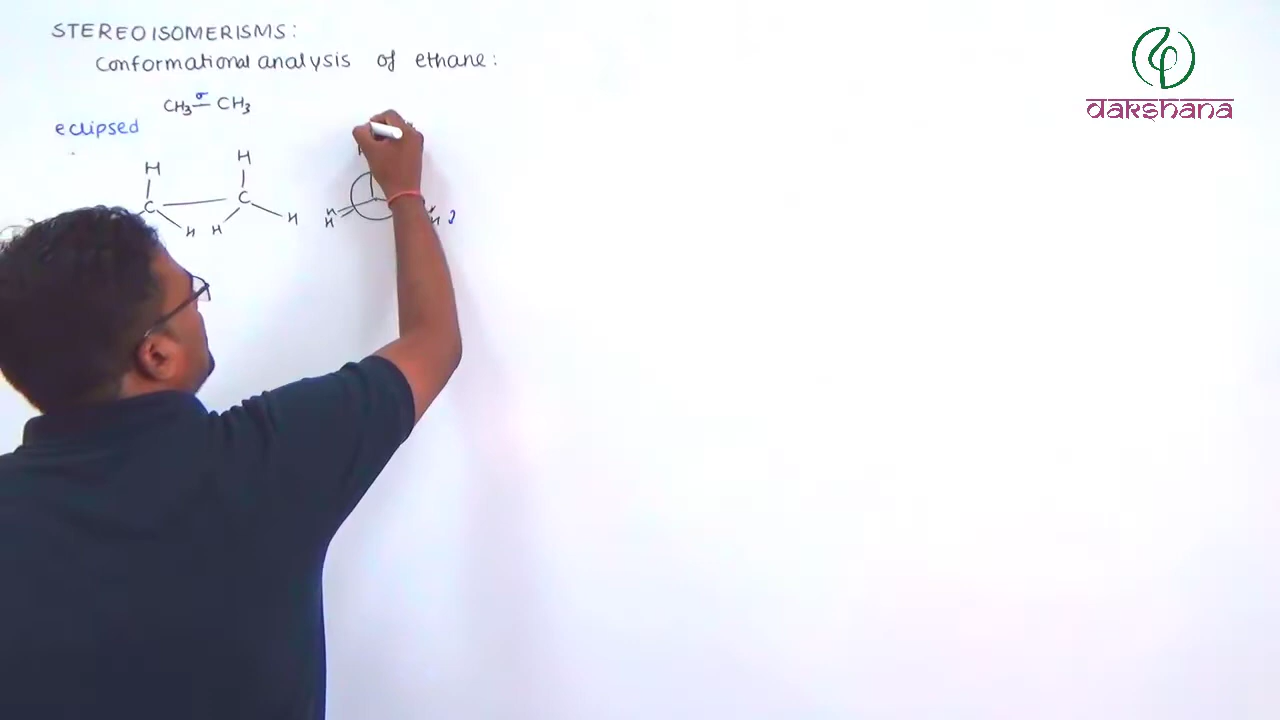 STEREOISOMERISMS:
Conformational analysis of ethane:
σ
CH3 — CH3
eclipsed
H H H
C C
H H H H H H
dakshana